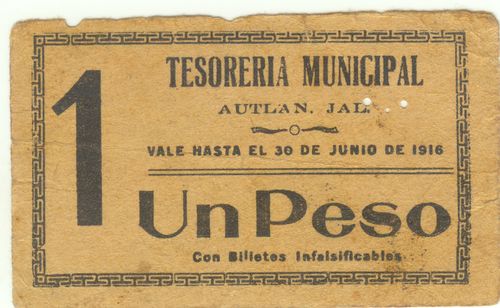 1
TESORERIA MUNICIPAL
AUTLAN, JAL.
VALE HASTA EL 30 DE JUNIO DE 1916
Un Peso
Con Billetes Infalsificables